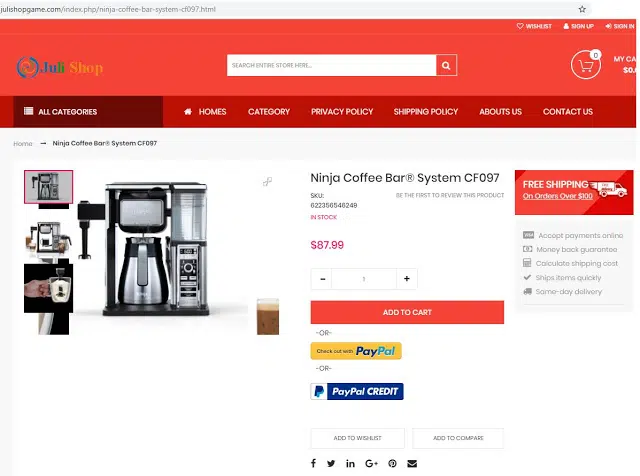 julishopgame.com/index.php/ninja-coffee-bar-system-cf097.html
WISHLIST SIGN UP SIGN IN
Juli Shop
SEARCH ENTIRE STORE HERE...
0
MY CA
$0.
ALL CATEGORIES HOMES CATEGORY PRIVACY POLICY SHIPPING POLICY ABOUTS US CONTACT US
Home → Ninja Coffee Bar® System CF097
Ninja Coffee Bar® System CF097
SKU:
622356546249
BE THE FIRST TO REVIEW THIS PRODUCT
IN STOCK
$87.99
- 1 +
ADD TO CART
-OR-
Check out with PayPal
-OR-
PayPal CREDIT
ADD TO WISHLIST ADD TO COMPARE
FREE SHIPPING
On Orders Over $100
Accept payments online
Money back guarantee
Calculate shipping cost
Ships items quickly
Same-day delivery